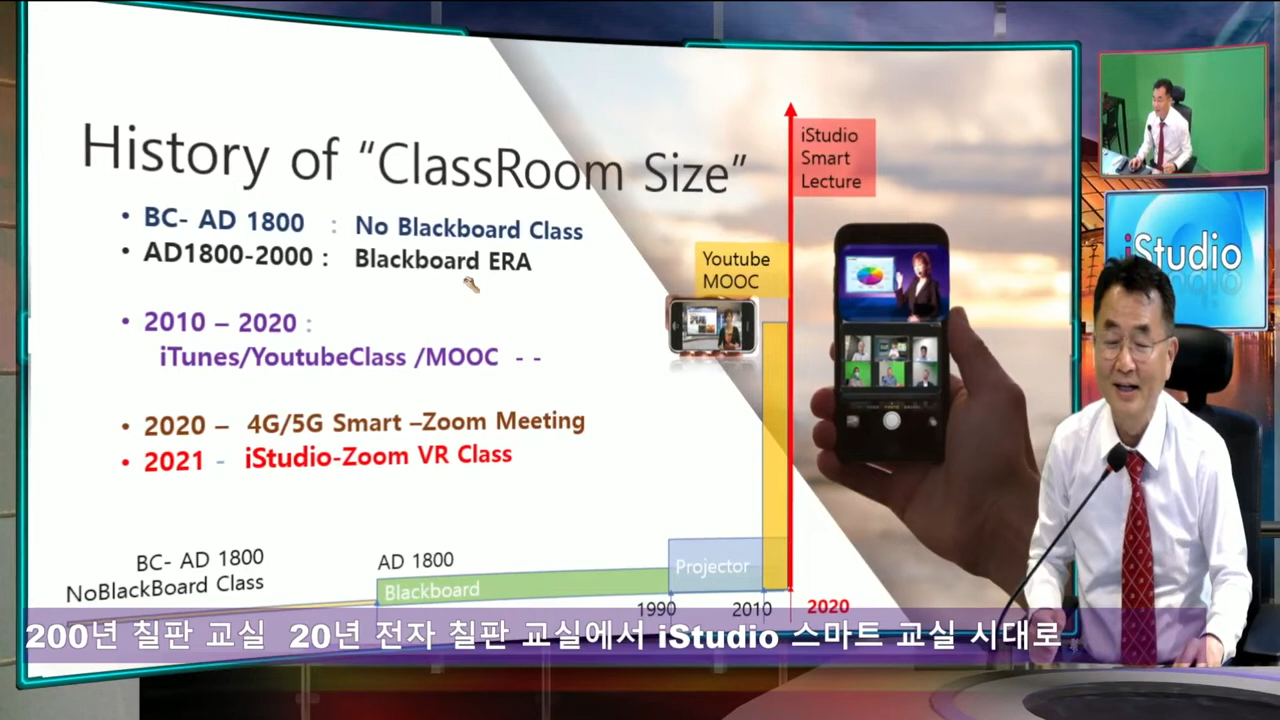 History of “ClassRoom Size”
• BC- AD 1800 : No Blackboard Class
• AD1800-2000 : Blackboard ERA
• 2010 – 2020 :
iTunes/YoutubeClass /MOOC - -
• 2020 – 4G/5G Smart –Zoom Meeting
• 2021 - iStudio-Zoom VR Class
iStudio
Smart
Lecture
Youtube
MOOC
BC- AD 1800
NoBlackBoard Class
AD 1800
Blackboard
Projector
1990
2010
2020
iStudio
200년 칠판 교실 20년 전자 칠판 교실에서 iStudio 스마트 교실 시대로